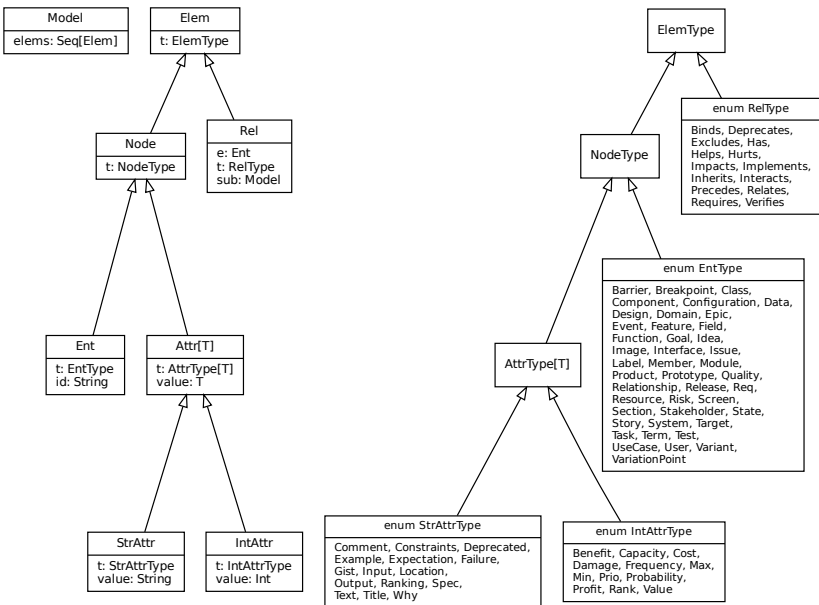 Model
elems: Seq[Elem]
Elem
t: ElemType
Node
t: NodeType
Rel
e: Ent
t: RelType
sub: Model
Ent
t: EntType
id: String
Attr[T]
t: AttrType[T]
value: T
StrAttr
t: StrAttrType
value: String
IntAttr
t: IntAttrType
value: Int
ElemType
enum RelType
Binds, Deprecates,
Excludes, Has,
Helps, Hurts,
Impacts, Implements,
Inherits, Interacts,
Precedes, Relates,
Requires, Verifies
NodeType
enum EntType
Barrier, Breakpoint, Class,
Component, Configuration, Data,
Design, Domain, Epic,
Event, Feature, Field,
Function, Goal, Idea,
Image, Interface, Issue,
Label, Member, Module,
Product, Prototype, Quality,
Relationship, Release, Req,
Resource, Risk, Screen,
Section, Stakeholder, State,
Story, System, Target,
Task, Term, Test,
UseCase, User, Variant,
VariationPoint
AttrType[T]
enum StrAttrType
Comment, Constraints, Deprecated,
Example, Expectation, Failure,
Gist, Input, Location,
Output, Ranking, Spec,
Text, Title, Why
enum IntAttrType
Benefit, Capacity, Cost,
Damage, Frequency, Max,
Min, Prio, Probability,
Profit, Rank, Value